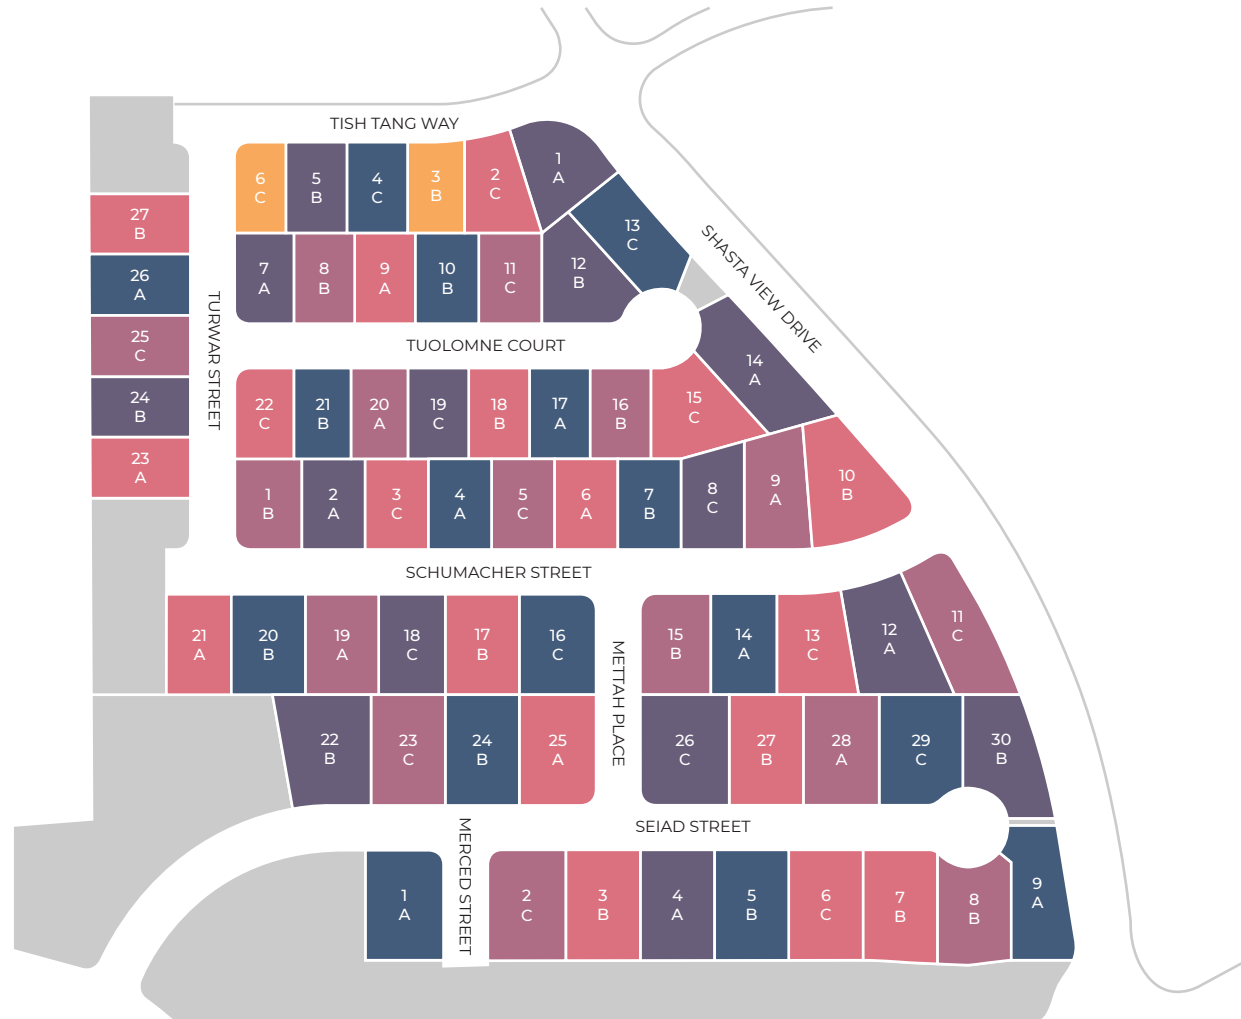 TISH TANG WAY
6
C
5
B
4
C
3
B
2
C
1
A
13
C
27
B
26
A
25
C
24
B
23
A
TURWAR STREET
7
A
8
B
9
A
10
B
11
C
12
B
SHASTA VIEW DRIVE
TUOLOMNE COURT
14
A
22
C
21
B
20
A
19
C
18
B
17
A
16
B
15
C
1
B
2
A
3
C
4
A
5
C
6
A
7
B
8
C
9
A
10
B
SCHUMACHER STREET
21
A
20
B
19
A
18
C
17
B
16
C
METTAH PLACE
15
B
14
A
13
C
12
A
11
C
22
B
23
C
24
B
25
A
26
C
27
B
28
A
29
C
30
B
SEIAD STREET
1
A
MERCED STREET
2
C
3
B
4
A
5
B
6
C
7
B
8
B
9
A